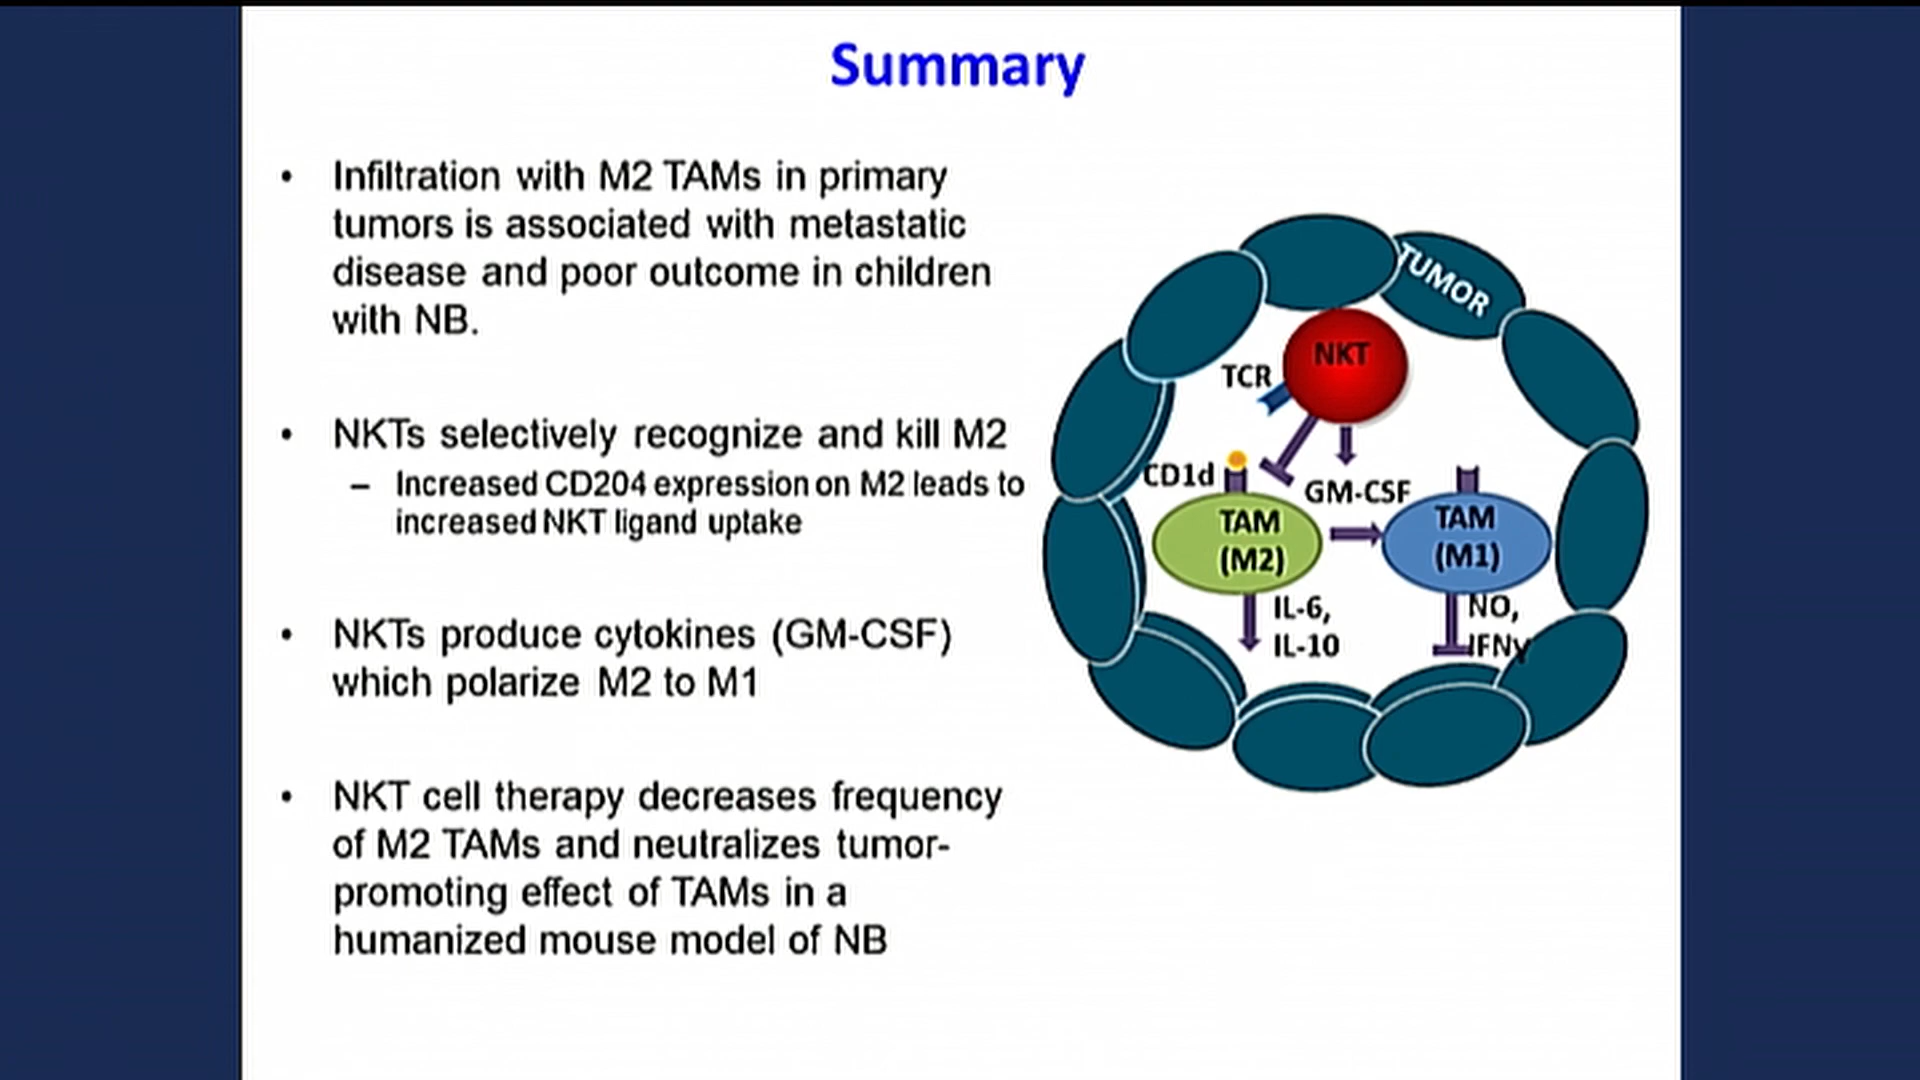 Summary
• Infiltration with M2 TAMs in primary
tumors is associated with metastatic
disease and poor outcome in children
with NB.
• NKTs selectively recognize and kill M2
– Increased CD204 expression on M2 leads to
increased NKT ligand uptake
• NKTs produce cytokines (GM-CSF)
which polarize M2 to M1
• NKT cell therapy decreases frequency
of M2 TAMs and neutralizes tumor-
promoting effect of TAMs in a
humanized mouse model of NB
TUMOR
NKT
TCR
CD1d
GM-CSF
TAM
(M2)
TAM
(M1)
IL-6,
IL-10
NO,
IFNγ